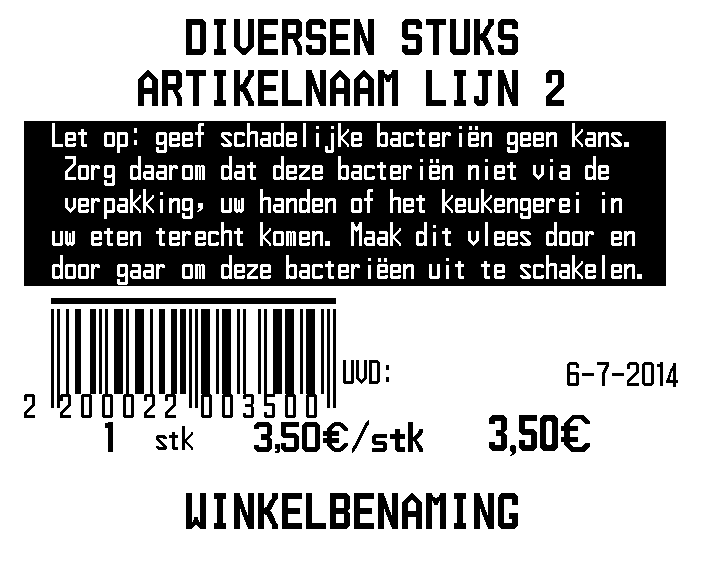 DIVERSEN STUKS
ARTIKELNAAM LIJN 2
Let op: geef schadelijke bacteriën geen kans.
Zorg daarom dat deze bacteriën niet via de
verpakking, uw handen of het keukengerei in
uw eten terecht komen. Maak dit vlees door en
door gaar om deze bacteriëen uit te schakelen.
UVD: 6-7-2014
2 200022 003500
1 stk 3,50€/stk 3,50€
WINKELBENAMING